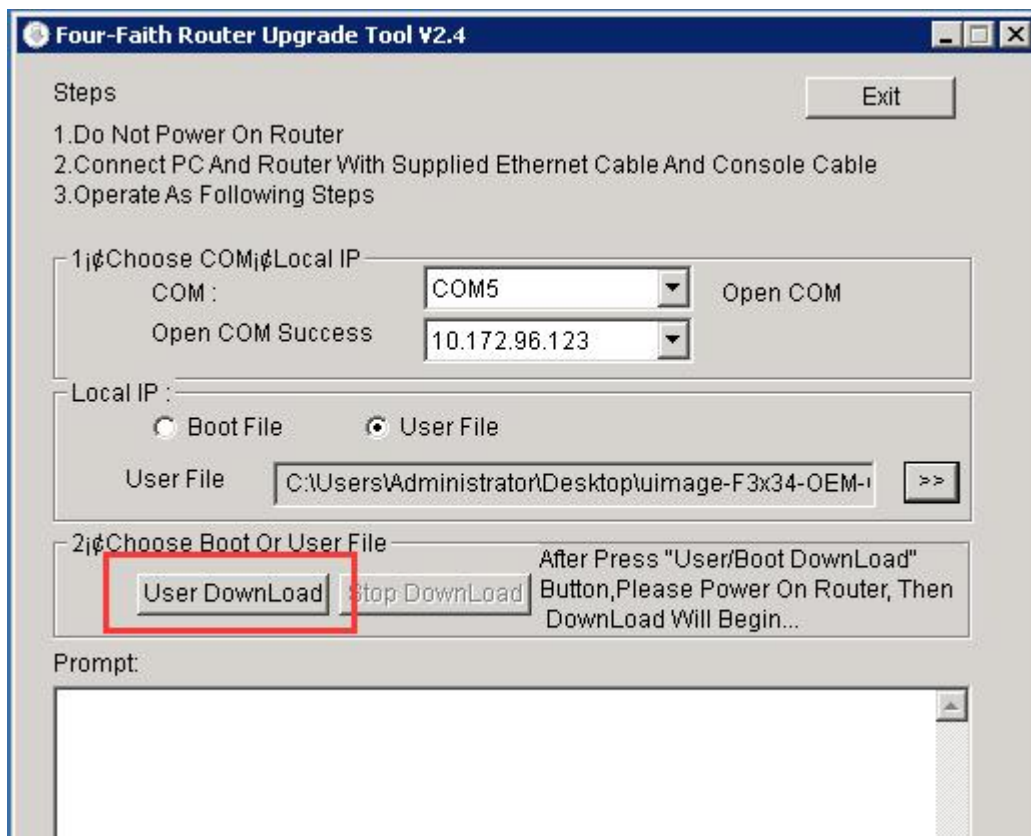 Four-Faith Router Upgrade Tool V2.4
Steps
Exit
1.Do Not Power On Router
2.Connect PC And Router With Supplied Ethernet Cable And Console Cable
3.Operate As Following Steps
1¡¢Choose COM¡¢Local IP
COM :
COM5
Open COM
Open COM Success
10.172.96.123
Local IP :
Boot File
User File
User File
C:\Users\Administrator\Desktop\uimage-F3x34-OEM-
>>
2¡¢Choose Boot Or User File
User DownLoad
Stop DownLoad
After Press "User/Boot DownLoad"
Button,Please Power On Router, Then
DownLoad Will Begin...
Prompt: